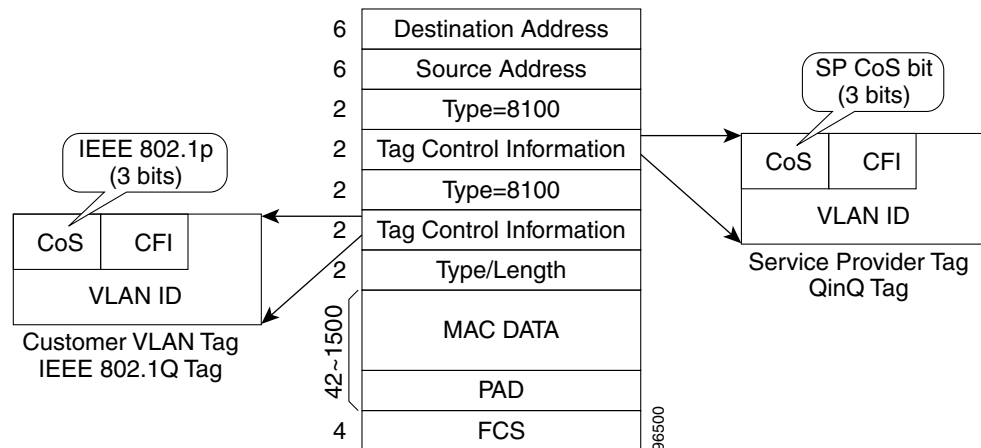 6 Destination Address
6 Source Address
2 Type=8100
2 Tag Control Information
2 Type=8100
2 Tag Control Information
2 Type/Length
42~1500
MAC DATA
PAD
4 FCS
IEEE 802.1p
(3 bits)
CoS CFI
VLAN ID
Customer VLAN Tag
IEEE 802.1Q Tag
SP CoS bit
(3 bits)
CoS CFI
VLAN ID
Service Provider Tag
QinQ Tag
96500